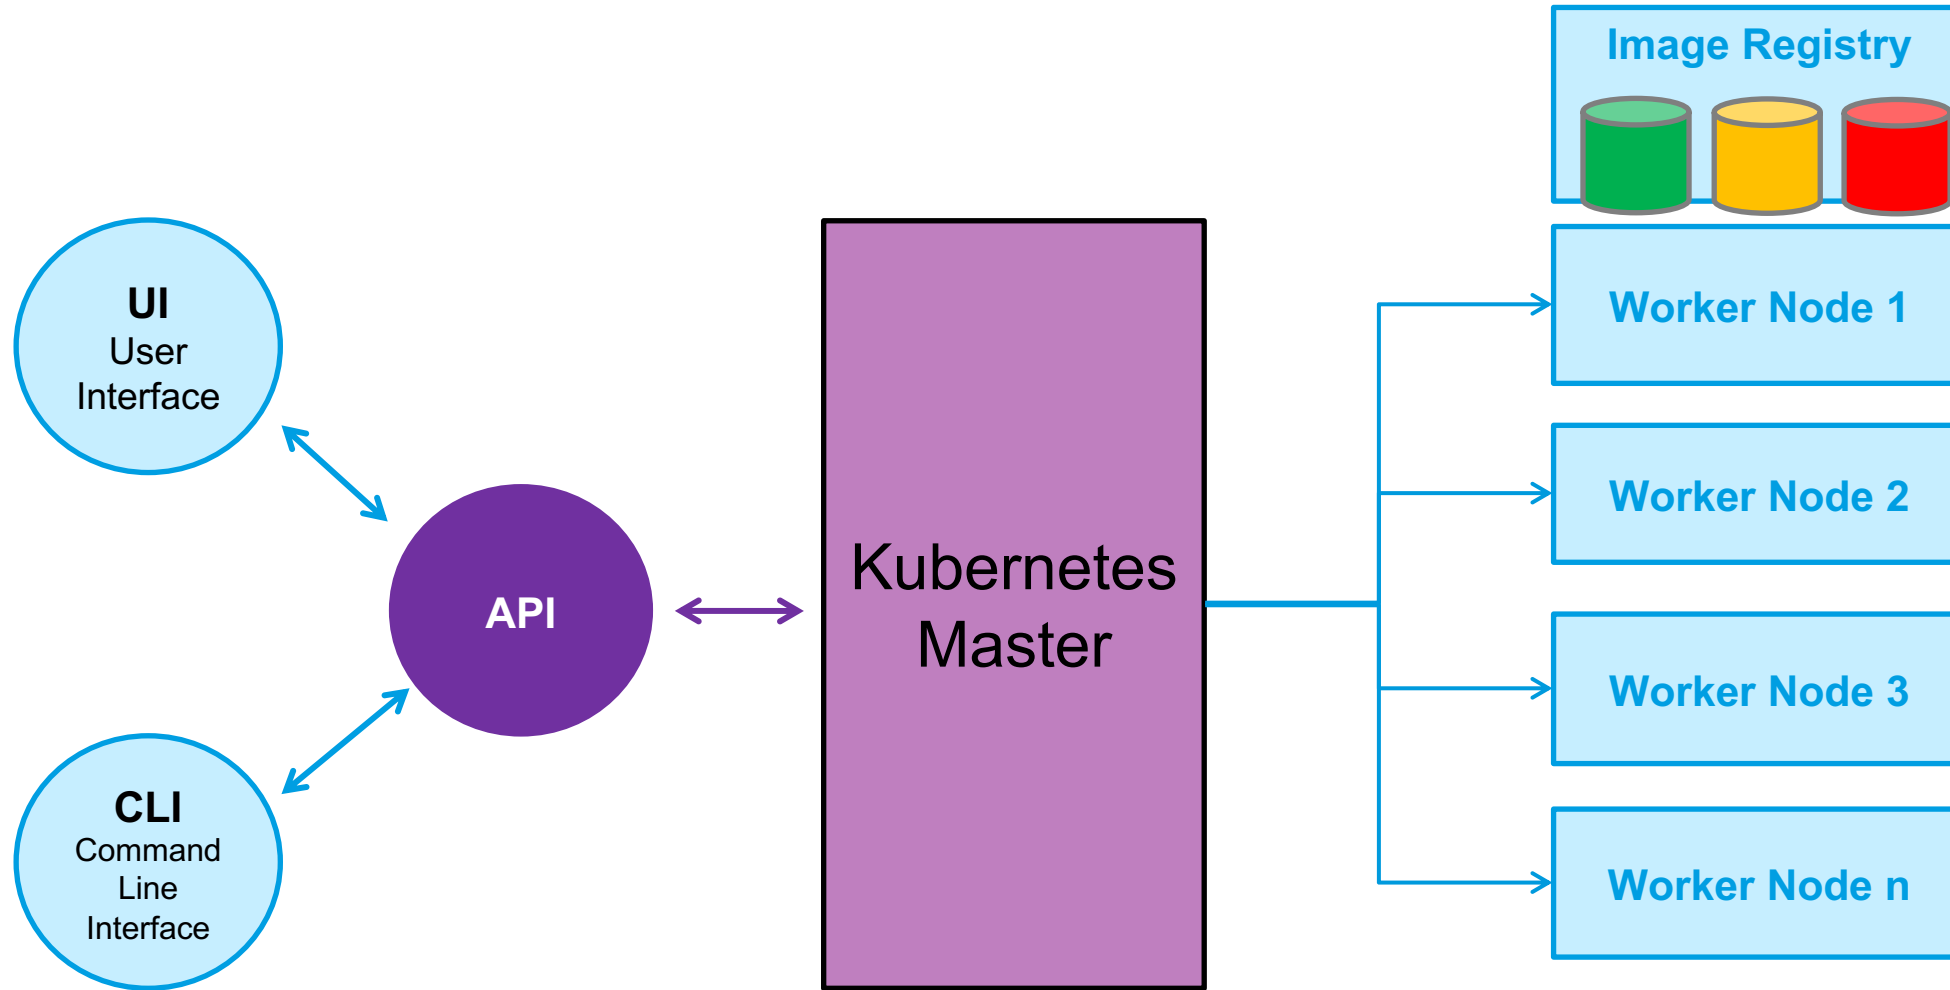 Image Registry
UI
User
Interface
API
CLI
Command
Line
Interface
Kubernetes
Master
Worker Node 1
Worker Node 2
Worker Node 3
Worker Node n